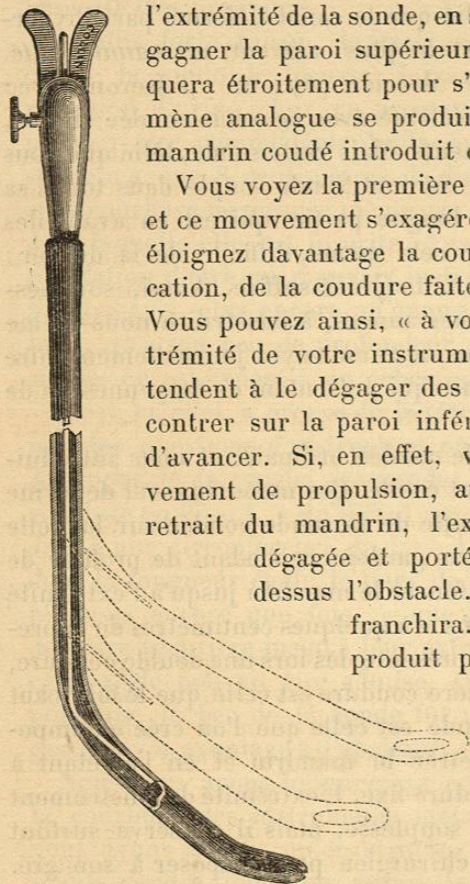 l'extrémité de la sonde, en
gagner la paroi supérieur
quera étroitement pour s'
mène analogue se produi
mandrin coudé introduit
Vous voyez la première
et ce mouvement s'exagér
éloignez davantage la cou
cation, de la coudure faite
Vous pouvez ainsi, « à vo
trémité de votre instrum
tendent à le dégager des
contrer sur la paroi infér
d'avancer. Si, en effet, v
vement de propulsion, a
retrait du mandrin, l'ex
dégagée et porté
dessus l'obstacle.
franchira.
produit p